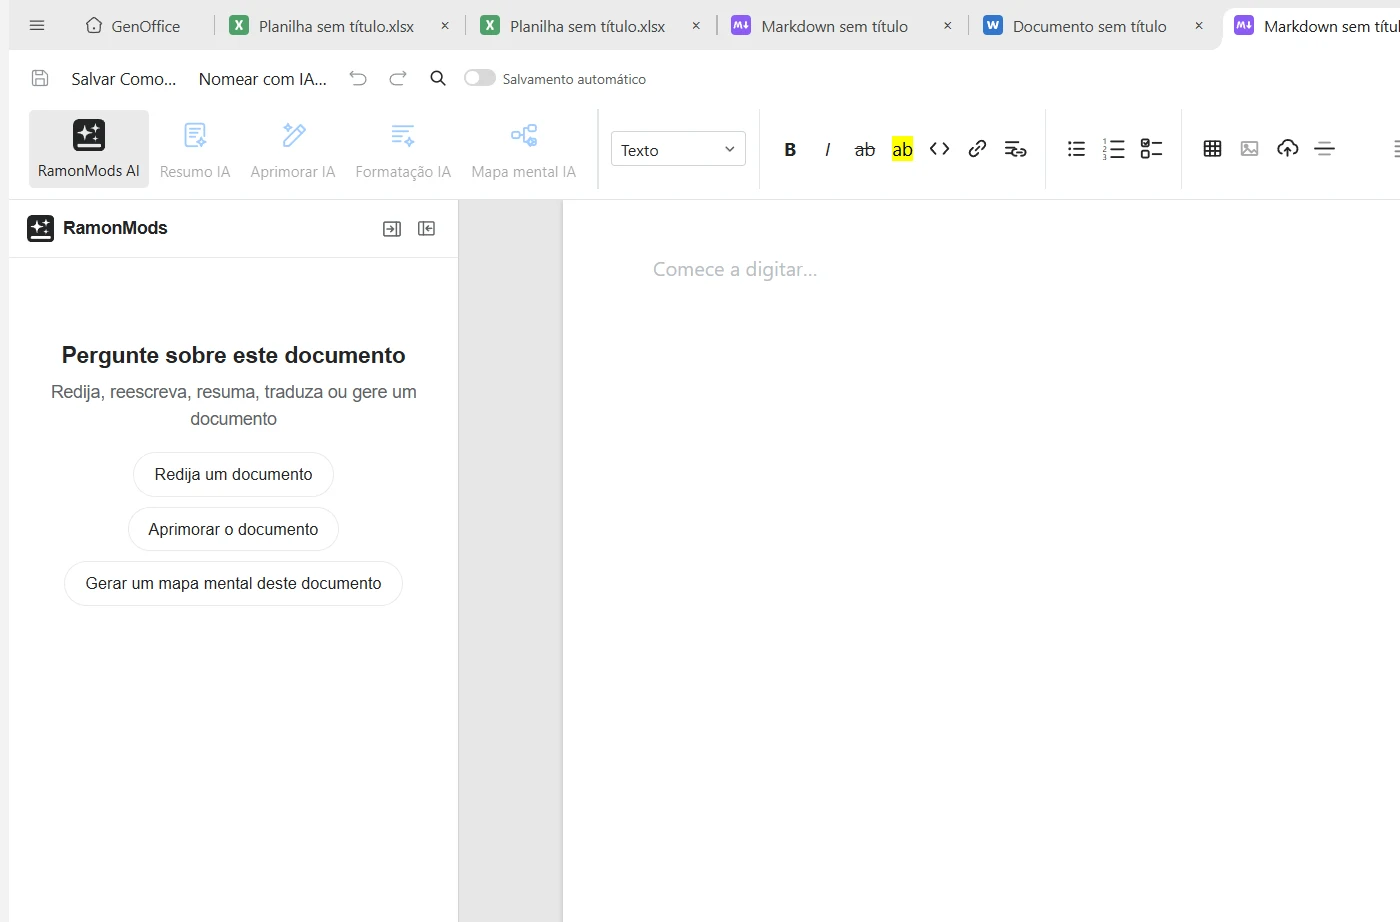 GenOffice
Planilha sem título.xlsx
Planilha sem título.xlsx
Markdown sem título
Documento sem título
Markdown sem títul
Salvar Como...
Nomear com IA...
Salvamento automático
RamonMods AI
Resumo IA
Aprimorar IA
Formatação IA
Mapa mental IA
Texto
B
I
ab
ab
RamonMods
Comece a digitar...
Pergunte sobre este documento
Redija, reescreva, resuma, traduza ou gere um
documento
Redija um documento
Aprimorar o documento
Gerar um mapa mental deste documento